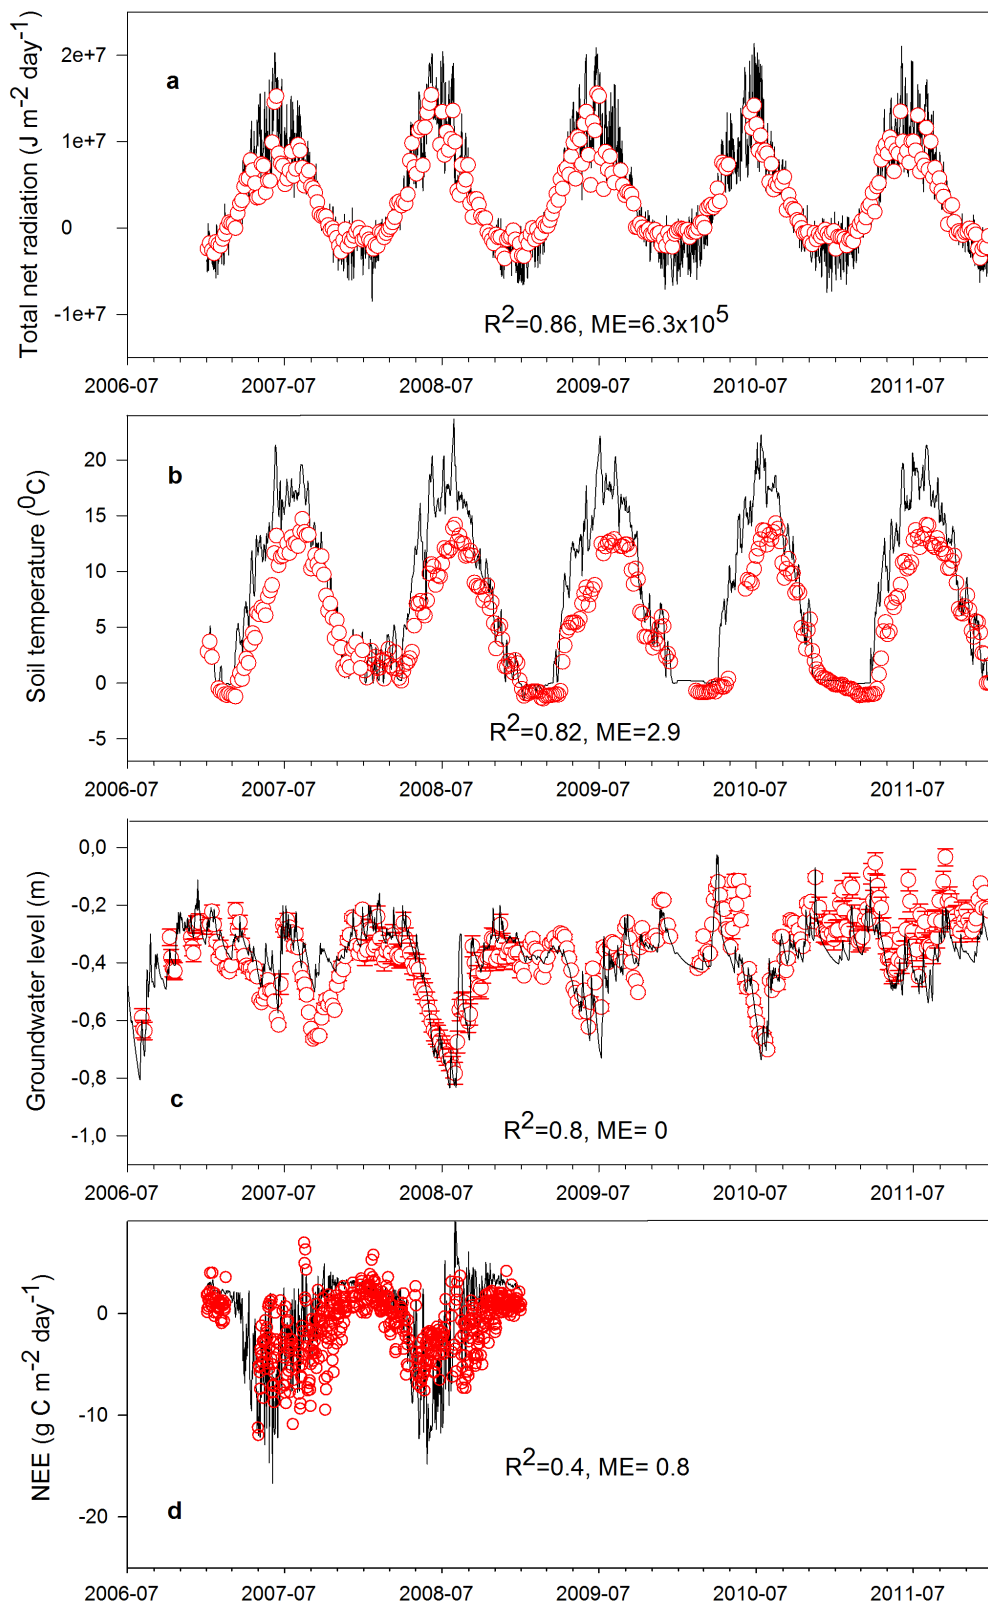 Total net radiation (J m-2 day-1)
2e+7
1e+7
0
-1e+7
a
R2=0.86, ME=6.3x105
2006-07 2007-07 2008-07 2009-07 2010-07 2011-07
Soil temperature (0C)
20
15
10
5
0
-5
b
R2=0.82, ME=2.9
2006-07 2007-07 2008-07 2009-07 2010-07 2011-07
Groundwater level (m)
0,0
-0,2
-0,4
-0,6
-0,8
-1,0
c
R2=0.8, ME= 0
2006-07 2007-07 2008-07 2009-07 2010-07 2011-07
NEE (g C m-2 day-1)
0
-10
-20
d
R2=0.4, ME= 0.8
2006-07 2007-07 2008-07 2009-07 2010-07 2011-07